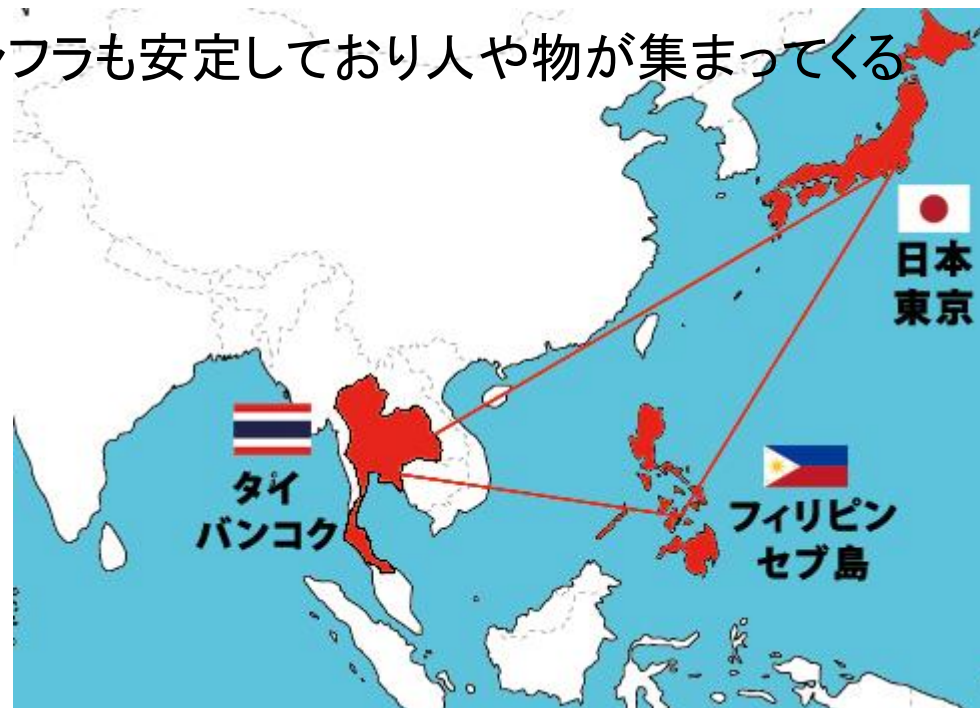 ンフラも安定しており人や物が集まってくる
日本
東京
タイ
バンコク
フィリピン
セブ島